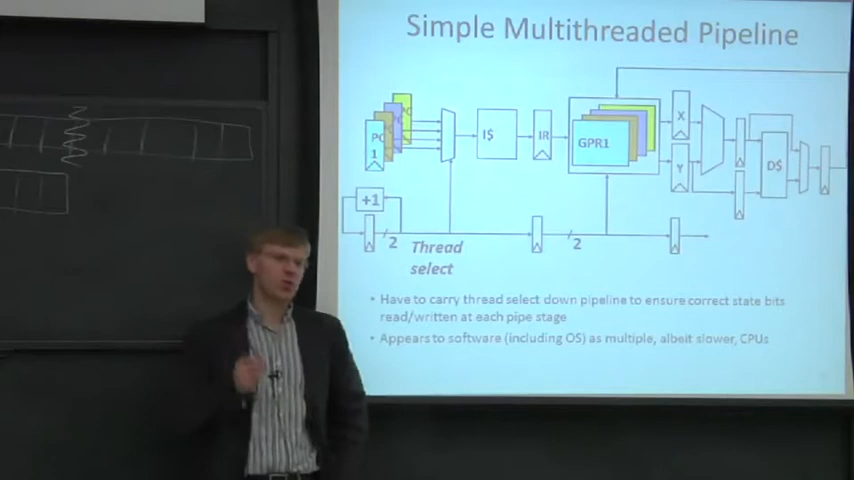 Simple Multithreaded Pipeline
PC
1
I$
IR
GPR1
X
Y
D$
+1
2
Thread
select
2
• Have to carry thread select down pipeline to ensure correct state bits
read/written at each pipe stage
• Appears to software (including OS) as multiple, albeit slower, CPUs